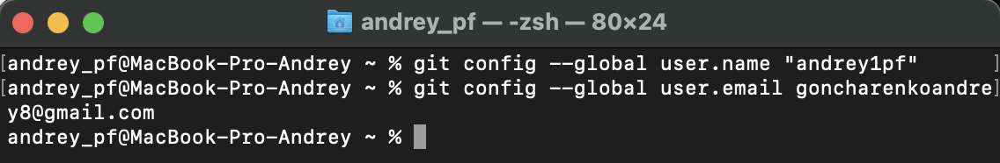 andrey_pf — -zsh — 80×24
[andrey_pf@MacBook-Pro-Andrey ~ % git config --global user.name "andrey1pf"      ]
[andrey_pf@MacBook-Pro-Andrey ~ % git config --global user.email goncharenkoandre]
y8@gmail.com
andrey_pf@MacBook-Pro-Andrey ~ %